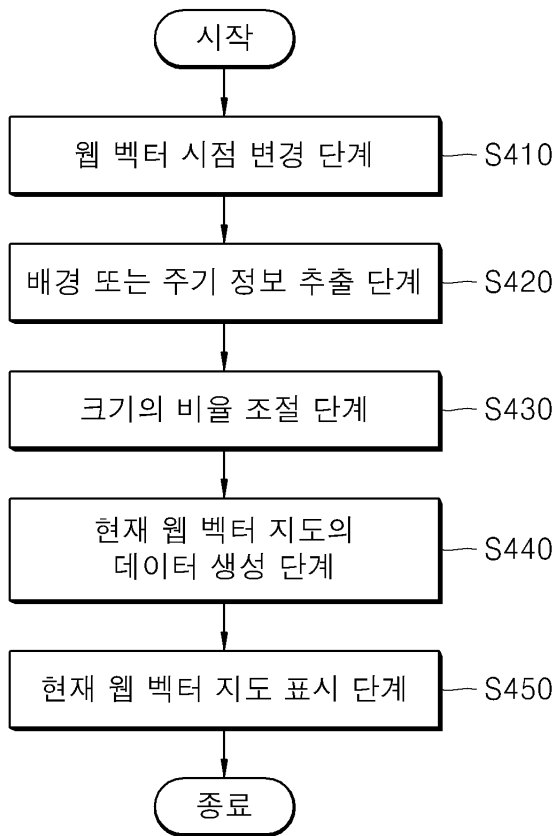 시작
웹 벡터 시점 변경 단계
S410
배경 또는 주기 정보 추출 단계
S420
크기의 비율 조절 단계
S430
현재 웹 벡터 지도의
데이터 생성 단계
S440
현재 웹 벡터 지도 표시 단계
S450
종료